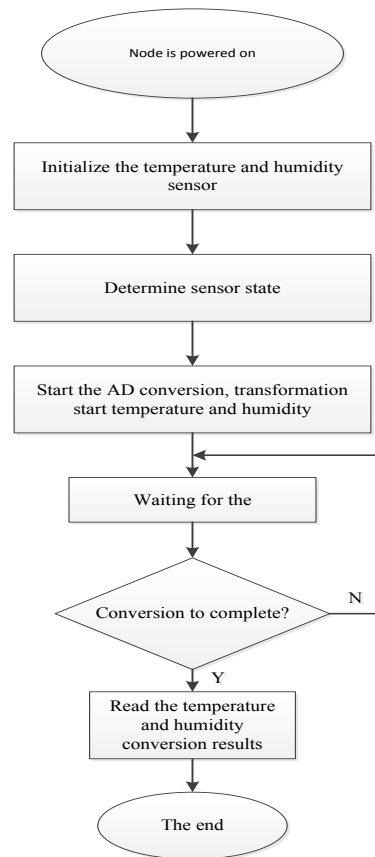 Node is powered on
Initialize the temperature and humidity
sensor
Determine sensor state
Start the AD conversion, transformation
start temperature and humidity
Waiting for the
Conversion to complete?
N
Y
Read the temperature
and humidity
conversion results
The end